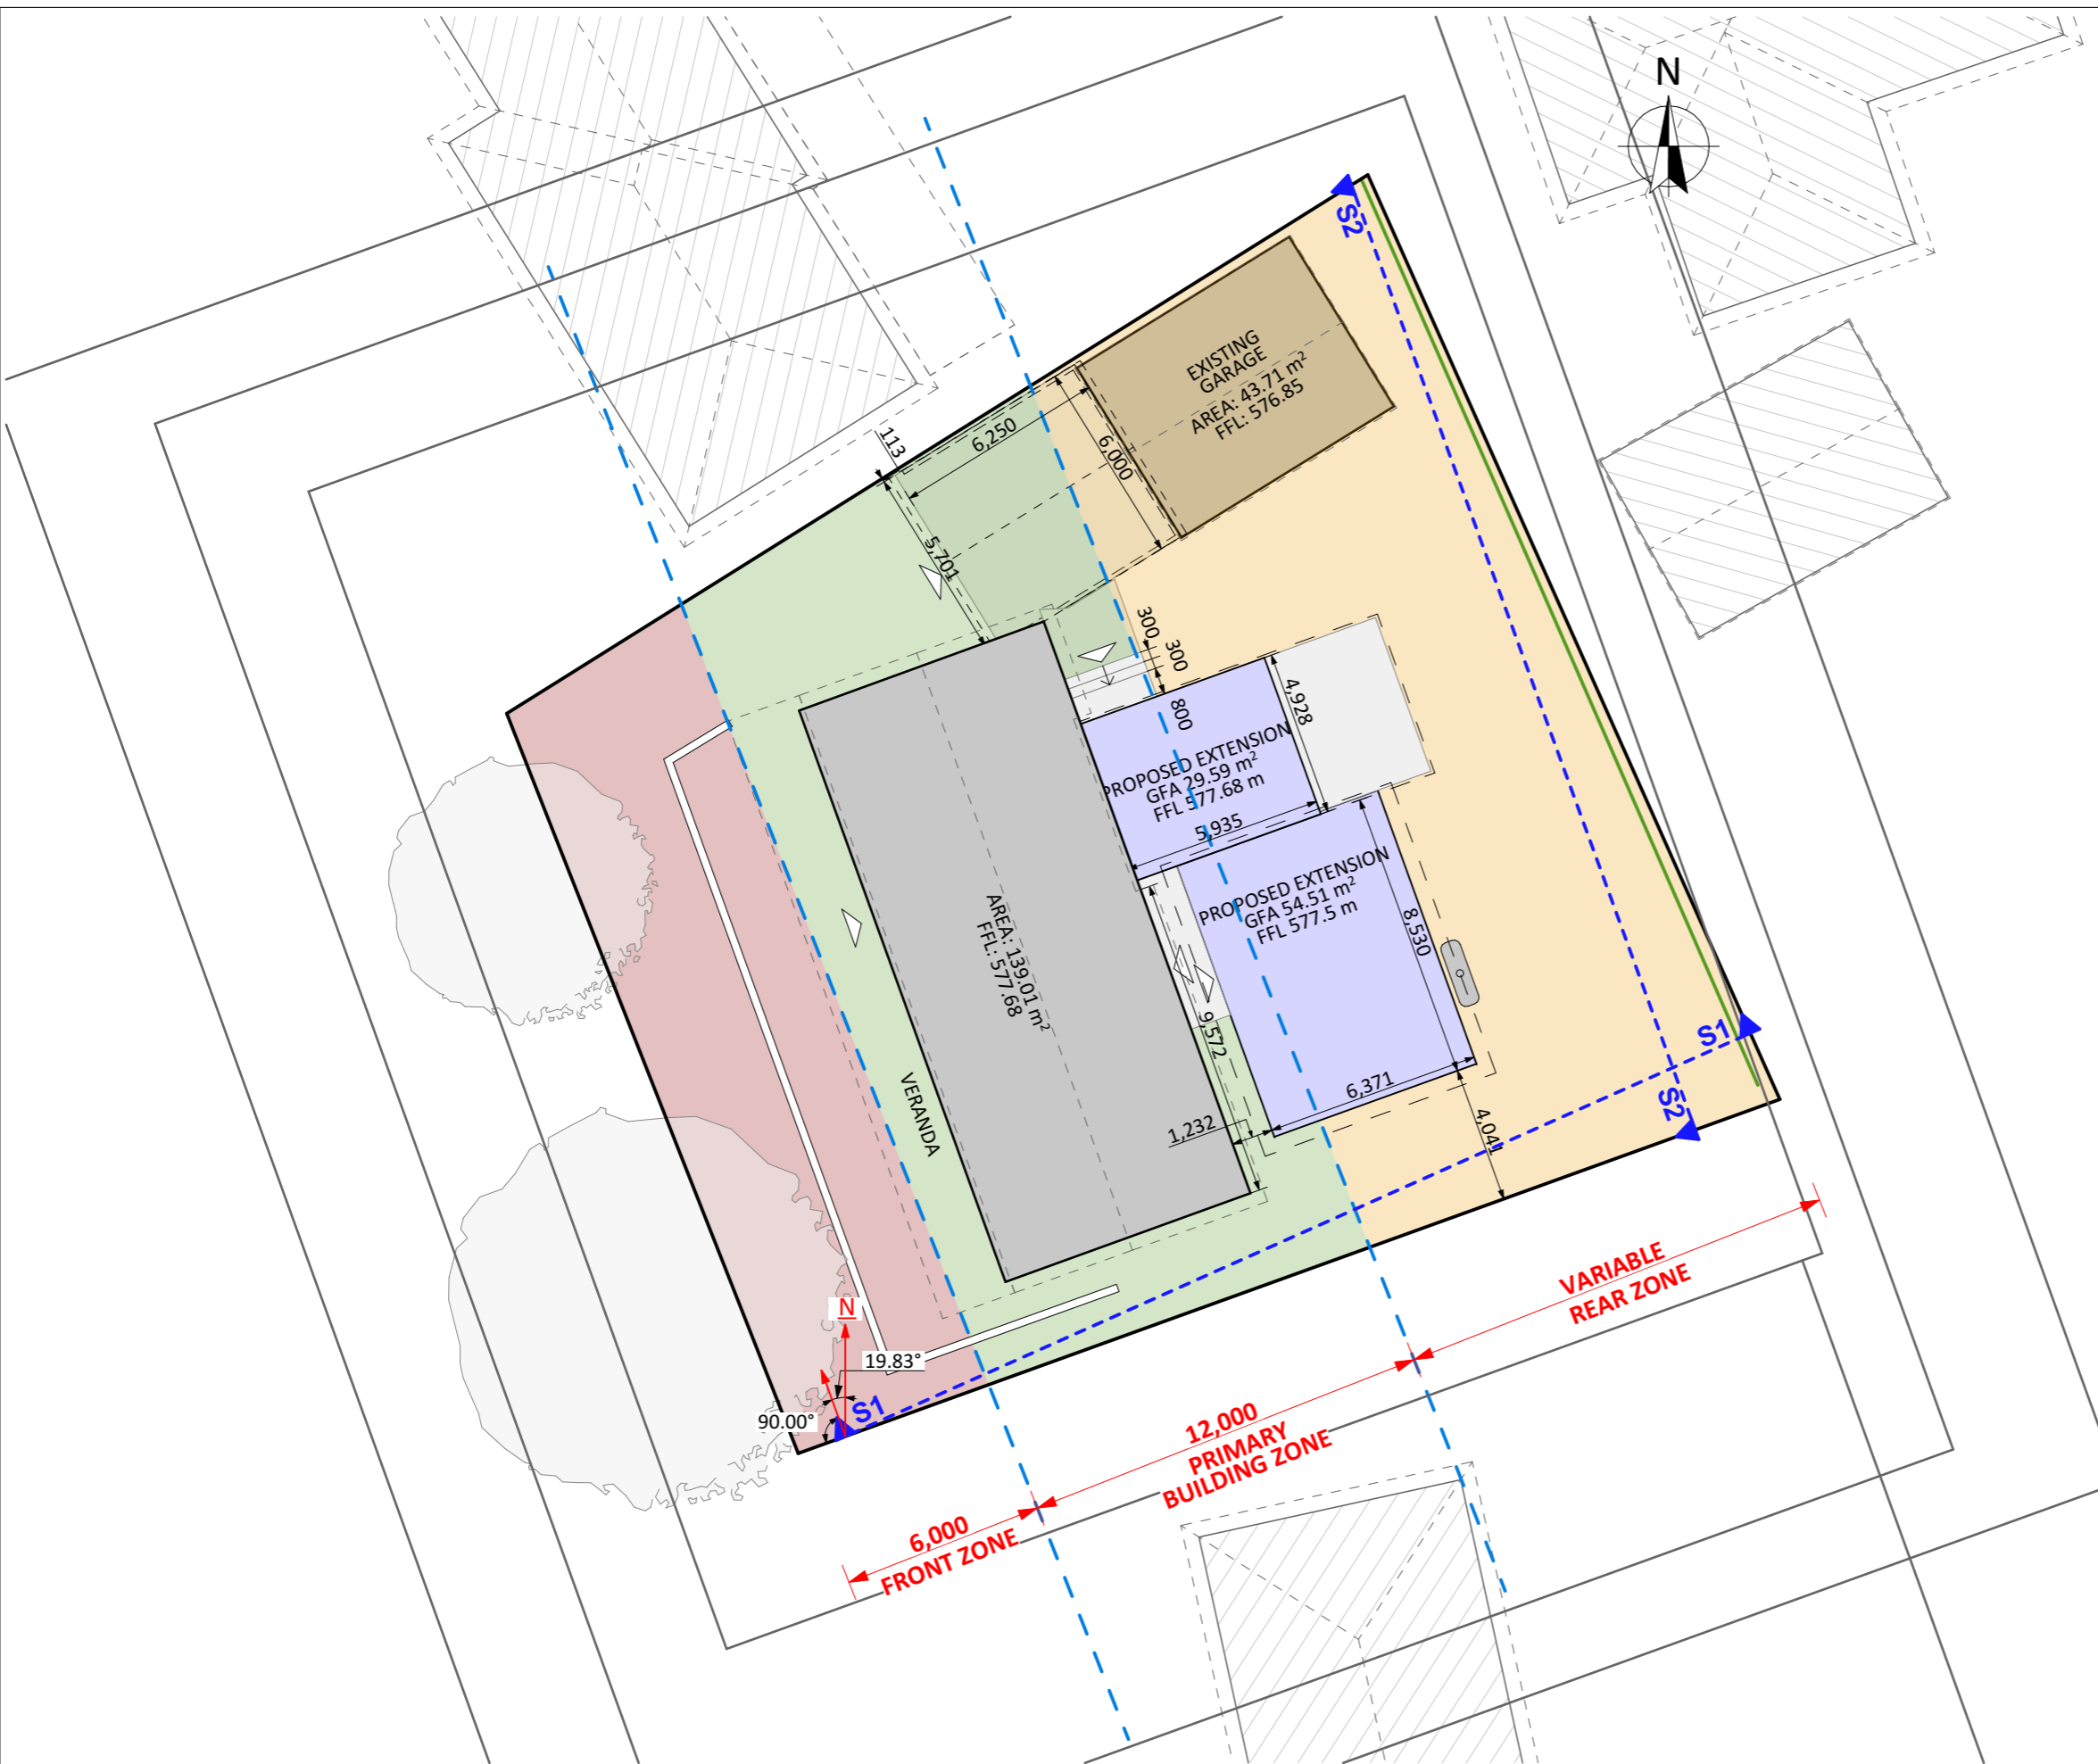 N
S2
EXISTING
GARAGE
AREA: 43.71 m²
FFL: 576.85
113
6,250
6,000
5,701
300
300
800
4,928
PROPOSED EXTENSION
GFA 29.59 m²
FFL 577.68 m
5,935
PROPOSED EXTENSION
GFA 54.51 m²
FFL 577.5 m
8,530
AREA: 139.01 m²
FFL: 577.68
9,572
S1
VERANDA
6,371
1,232
4,041
S2
N
19.83°
90.00°
S1
VARIABLE
REAR ZONE
12,000
PRIMARY
BUILDING ZONE
6,000
FRONT ZONE